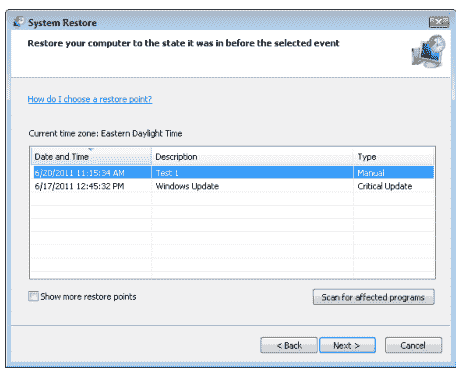 System Restore
Restore your computer to the state it was in before the selected event
How do I choose a restore point?
Current time zone: Eastern Daylight Time
Date and Time Description Type
6/20/2011 11:15:34 AM Test 1 Manual
6/17/2011 12:45:32 PM Windows Update Critical Update
Show more restore points
Scan for affected programs
< Back Next > Cancel